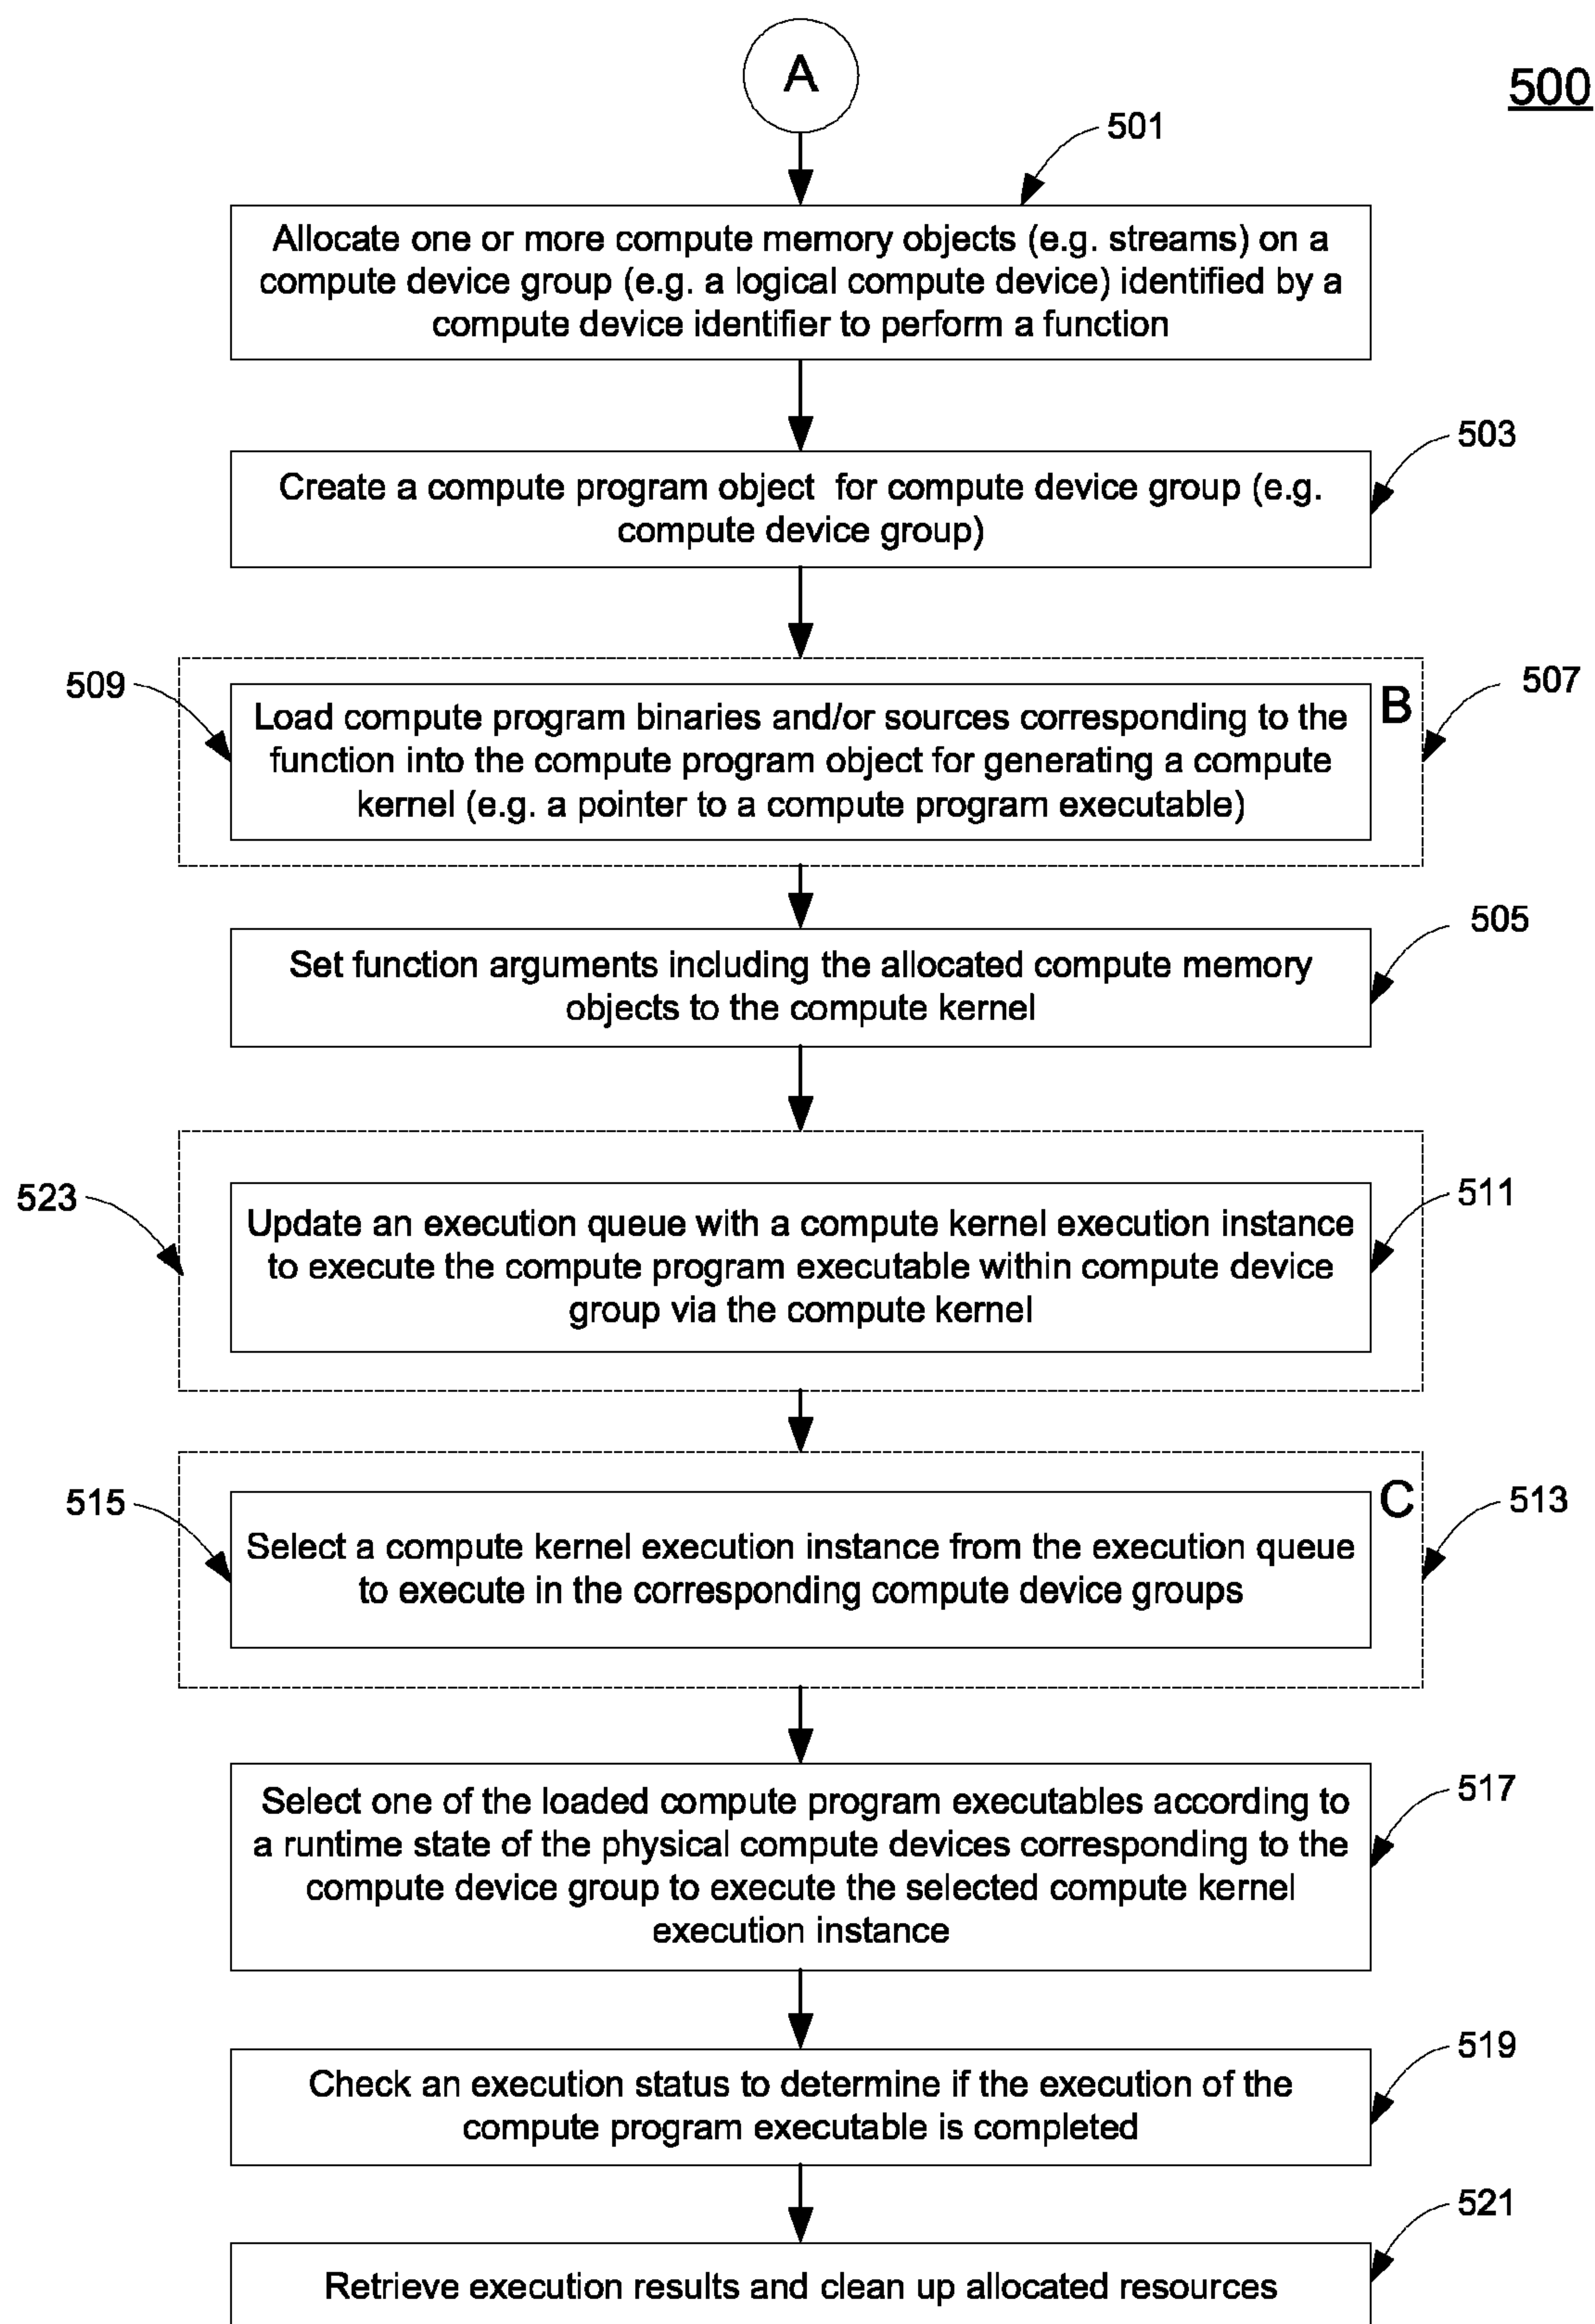 A
500
501
Allocate one or more compute memory objects (e.g. streams) on a
compute device group (e.g. a logical compute device) identified by a
compute device identifier to perform a function
503
Create a compute program object for compute device group (e.g.
compute device group)
509
507
B
Load compute program binaries and/or sources corresponding to the
function into the compute program object for generating a compute
kernel (e.g. a pointer to a compute program executable)
505
Set function arguments including the allocated compute memory
objects to the compute kernel
523
511
Update an execution queue with a compute kernel execution instance
to execute the compute program executable within compute device
group via the compute kernel
515
C
513
Select a compute kernel execution instance from the execution queue
to execute in the corresponding compute device groups
517
Select one of the loaded compute program executables according to
a runtime state of the physical compute devices corresponding to the
compute device group to execute the selected compute kernel
execution instance
519
Check an execution status to determine if the execution of the
compute program executable is completed
521
Retrieve execution results and clean up allocated resources